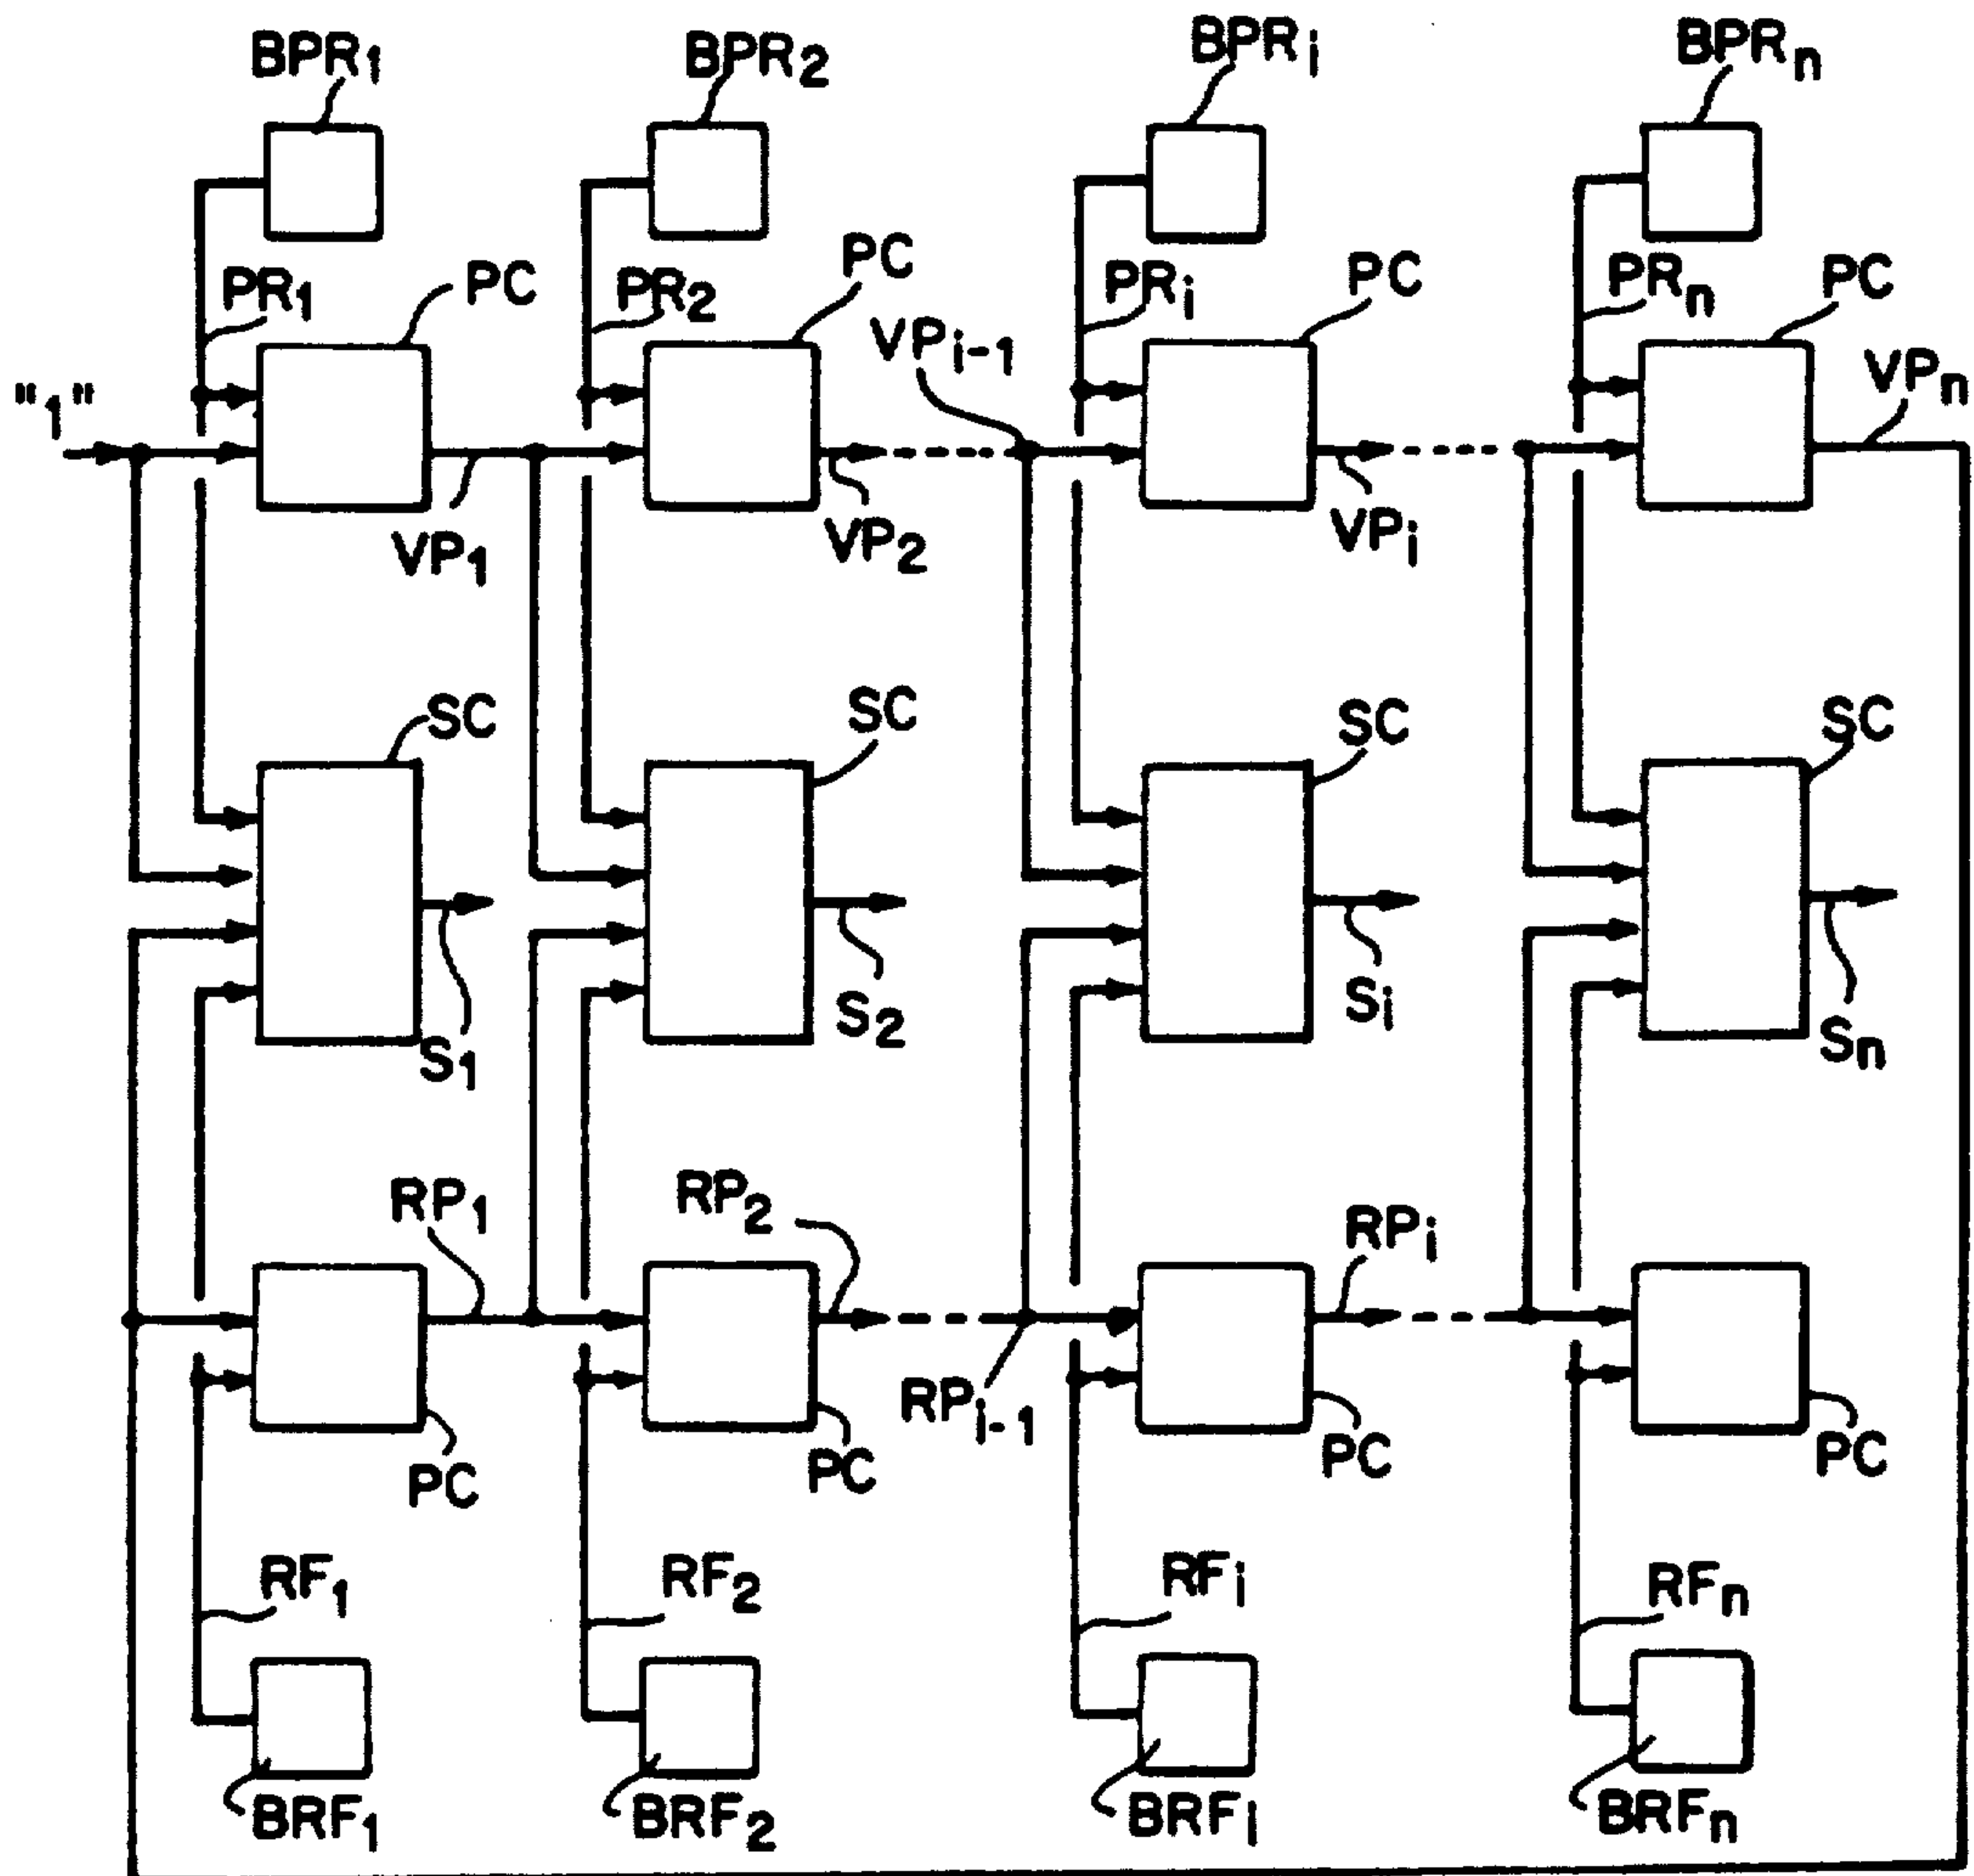 BPR1 BPR2 BPRi BPRn
PR1 PC PR2 PC PRi PC PRn PC
"1" VPi-1 VPn
VP1 VP2 VPi
SC SC SC SC
S1 S2 Si Sn
RP1 RP2 RPi
RPi-1
PC PC PC PC
RF1 RF2 RFi RFn
BRF1 BRF2 BRFi BRFn